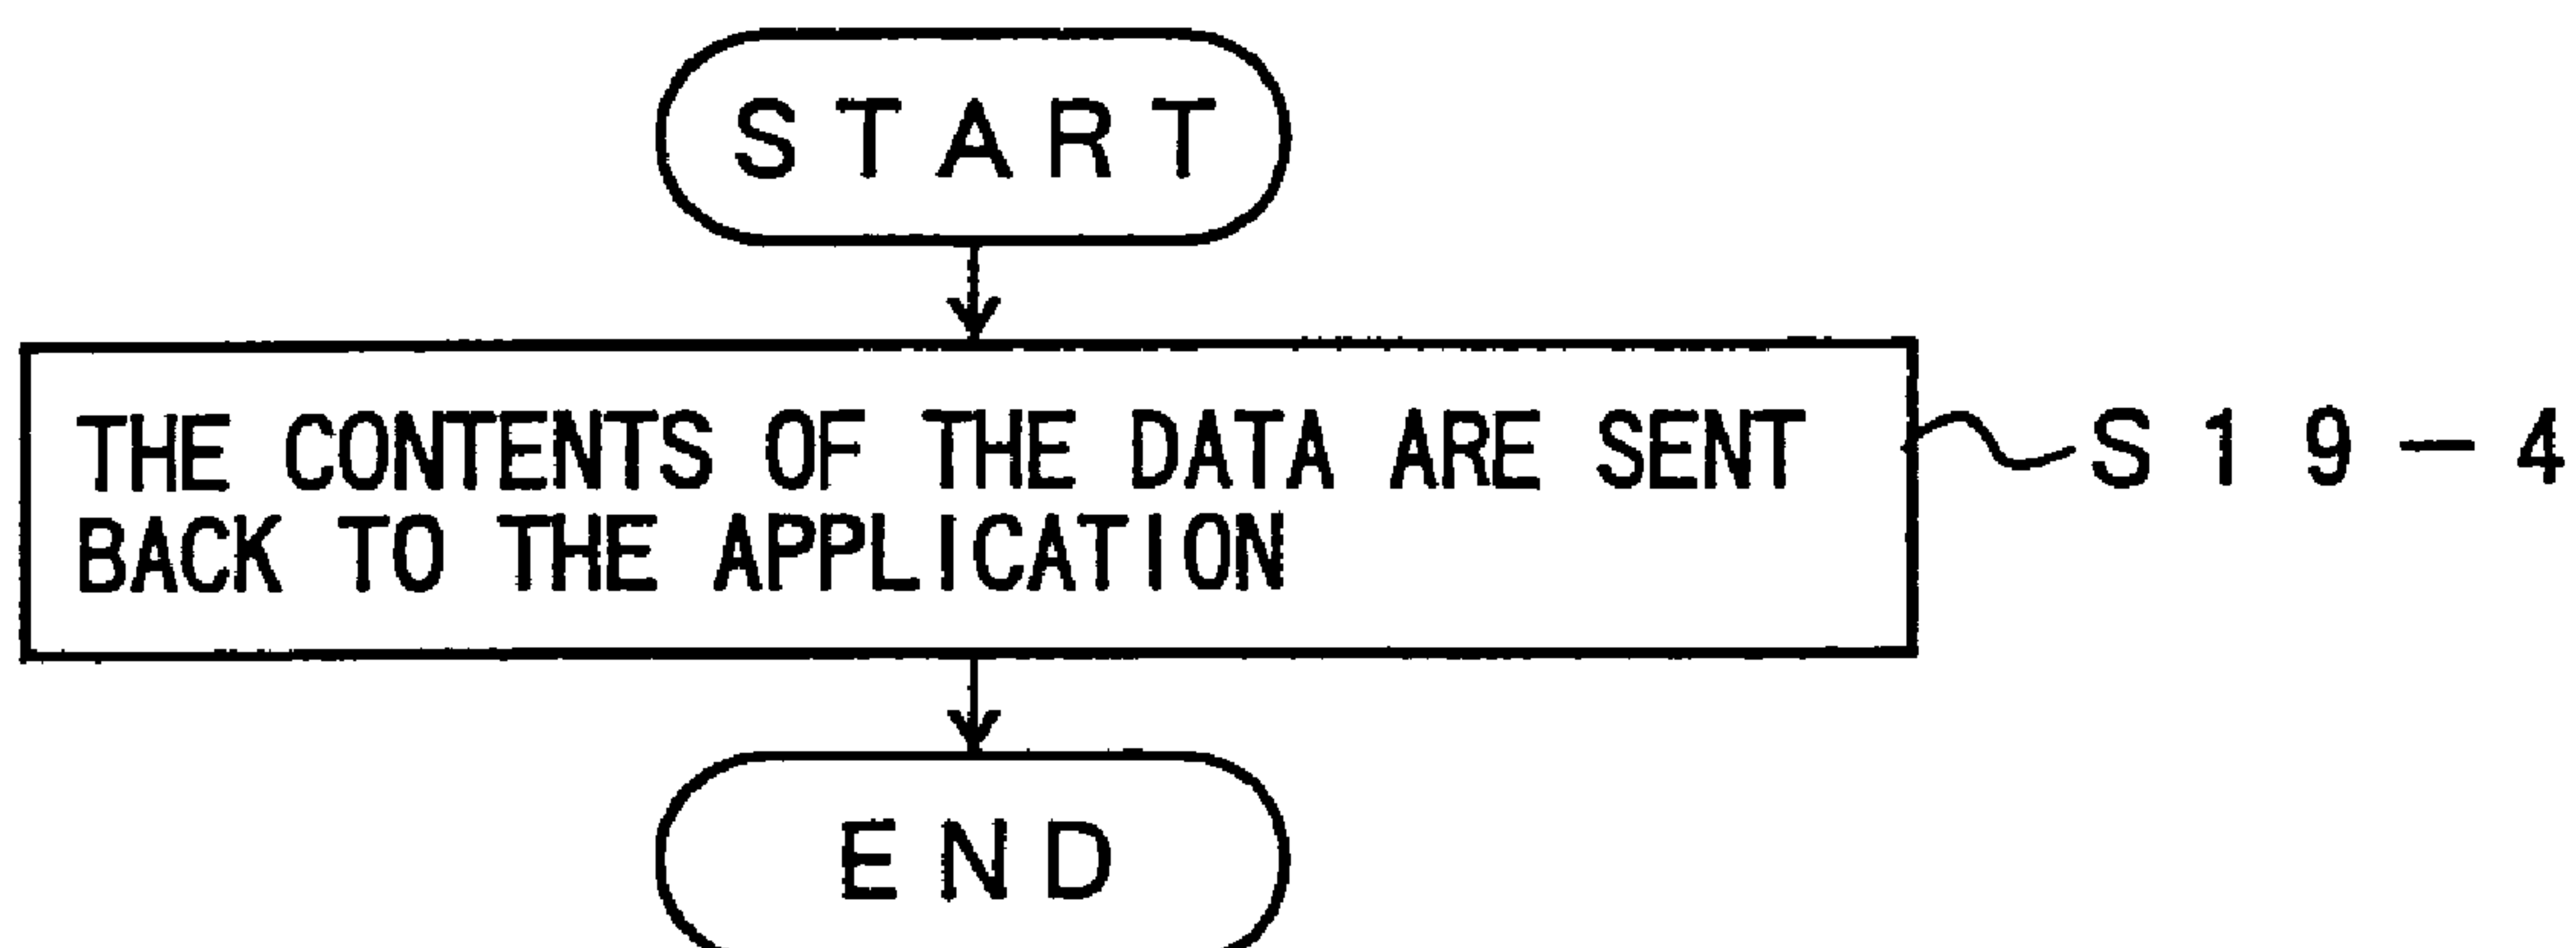 START
THE CONTENTS OF THE DATA ARE SENT
BACK TO THE APPLICATION
S19-4
END